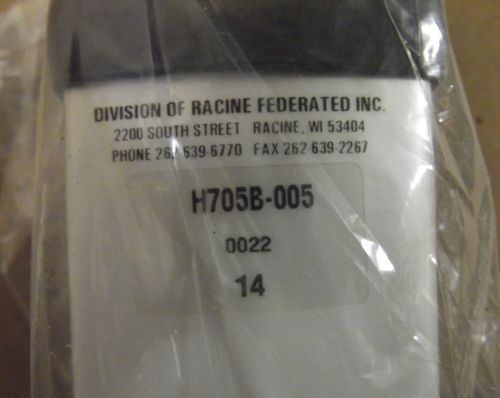 DIVISION OF RACINE FEDERATED INC.
2200 SOUTH STREET RACINE, WI 53404
PHONE 262-639-6770 FAX 262-639-2267
H705B-005
0022
14